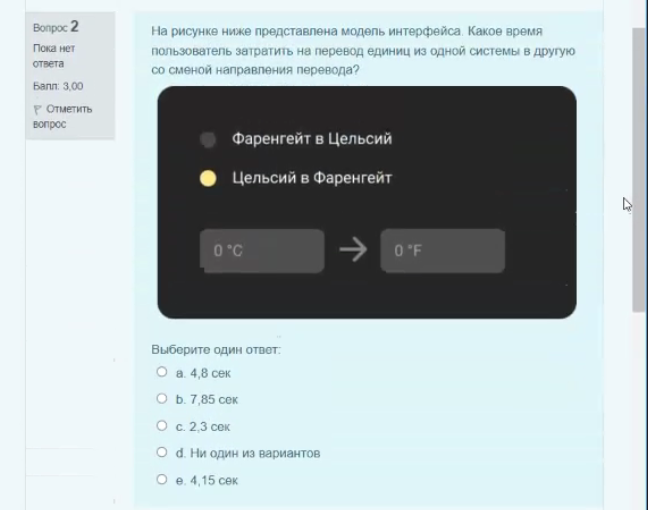 Вопрос 2
Пока нет
ответа
Балл: 3,00
Отметить
вопрос
На рисунке ниже представлена модель интерфейса. Какое время
пользователь затратить на перевод единиц из одной системы в другую
со сменой направления перевода?
Фаренгейт в Цельсий
Цельсий в Фаренгейт
0 °C → 0 °F
Выберите один ответ:
a. 4,8 сек
b. 7,85 сек
c. 2,3 сек
d. Ни один из вариантов
e. 4,15 сек